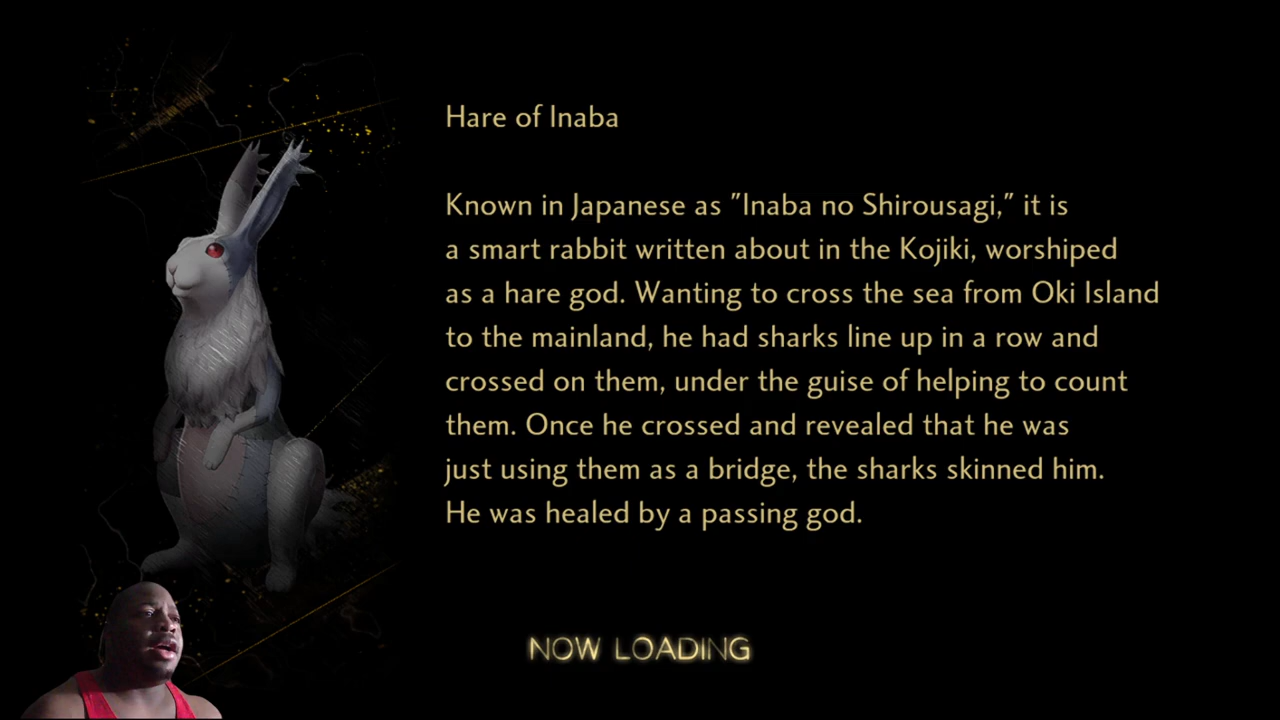 Hare of Inaba
Known in Japanese as "Inaba no Shirousagi," it is
a smart rabbit written about in the Kojiki, worshiped
as a hare god. Wanting to cross the sea from Oki Island
to the mainland, he had sharks line up in a row and
crossed on them, under the guise of helping to count
them. Once he crossed and revealed that he was
just using them as a bridge, the sharks skinned him.
He was healed by a passing god.
NOW LOADING